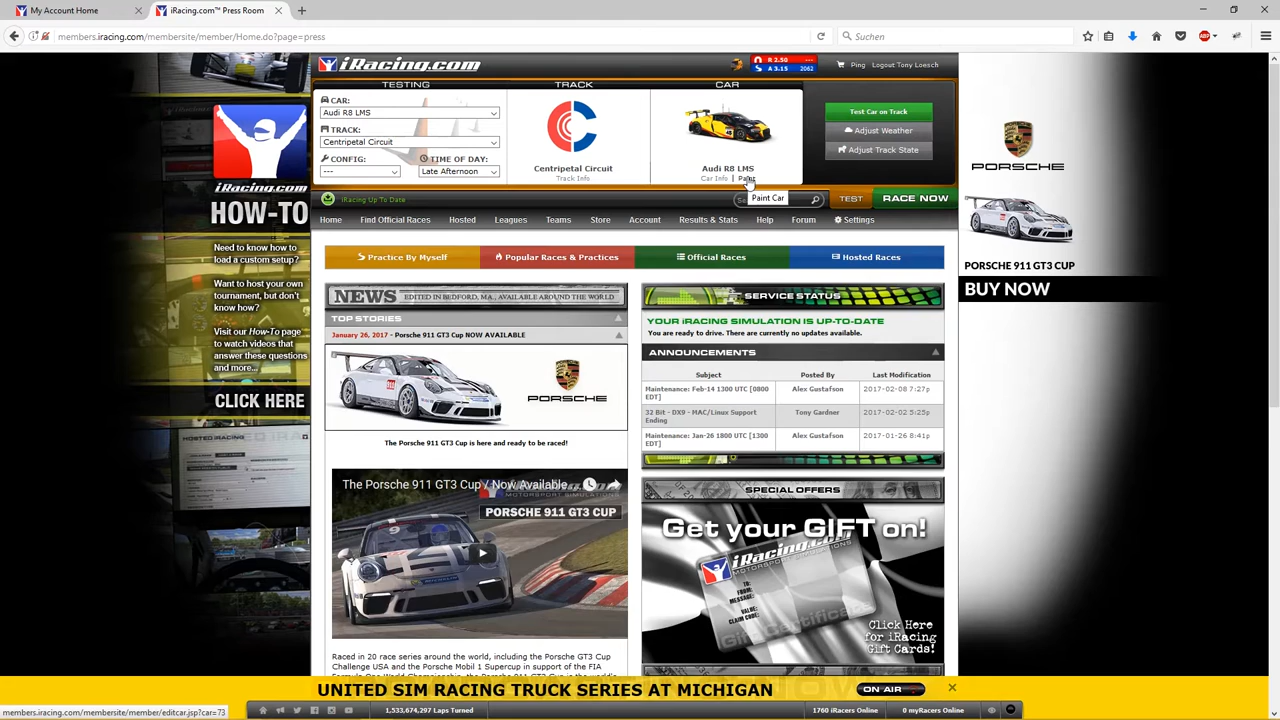 My Account Home
iRacing.com™ Press Room
members.iracing.com/membersite/member/Home.do?page=press
Suchen
iRacing.com
R 2.50 ---
A 3.15 2062
Ping
Logout Tony Loesch
TESTING
TRACK
CAR
CAR:
Audi R8 LMS
TRACK:
Centripetal Circuit
CONFIG:
---
TIME OF DAY:
Late Afternoon
Centripetal Circuit
Track Info
Audi R8 LMS
Car Info | Paint
Paint Car
Test Car on Track
Adjust Weather
Adjust Track State
iRacing Up To Date
TEST
RACE NOW
Home
Find Official Races
Hosted
Leagues
Teams
Store
Account
Results & Stats
Help
Forum
Settings
Practice By Myself
Popular Races & Practices
Official Races
Hosted Races
iRacing.com
HOW-TO
Need to know how to
load a custom setup?
Want to host your own
tournament, but don't
know how?
Visit our How-To page
to watch videos that
answer these questions
and more...
CLICK HERE
NEWS EDITED IN BEDFORD, MA., AVAILABLE AROUND THE WORLD
TOP STORIES
January 26, 2017 - Porsche 911 GT3 Cup NOW AVAILABLE
PORSCHE
The Porsche 911 GT3 Cup is here and ready to be raced!
The Porsche 911 GT3 Cup / Now Available...
PORSCHE 911 GT3 CUP
Raced in 20 race series around the world, including the Porsche GT3 Cup
Challenge USA and the Porsche Mobil 1 Supercup in support of the FIA
SERVICE STATUS
YOUR iRACING SIMULATION IS UP-TO-DATE
You are ready to drive. There are currently no updates available.
ANNOUNCEMENTS
Subject
Posted By
Last Modification
Maintenance: Feb-14 1300 UTC [0800
EDT]
Alex Gustafson
2017-02-08 7:27p
32 Bit - DX9 - MAC/Linux Support
Ending
Tony Gardner
2017-02-02 5:25p
Maintenance: Jan-26 1800 UTC [1300
EDT]
Alex Gustafson
2017-01-26 8:41p
SPECIAL OFFERS
Get your GIFT on!
iRacing.com
MOTORSPORT SIMULATIONS
TO:
FROM:
MESSAGE:
VALUE:
CLAIM CODE:
Gift Certificate
Click Here
for iRacing
Gift Cards!
PORSCHE
PORSCHE 911 GT3 CUP
BUY NOW
UNITED SIM RACING TRUCK SERIES AT MICHIGAN
ON AIR
members.iracing.com/membersite/member/editcar.jsp?car=73
1,533,674,297 Laps Turned
1760 iRacers Online
0 myRacers Online